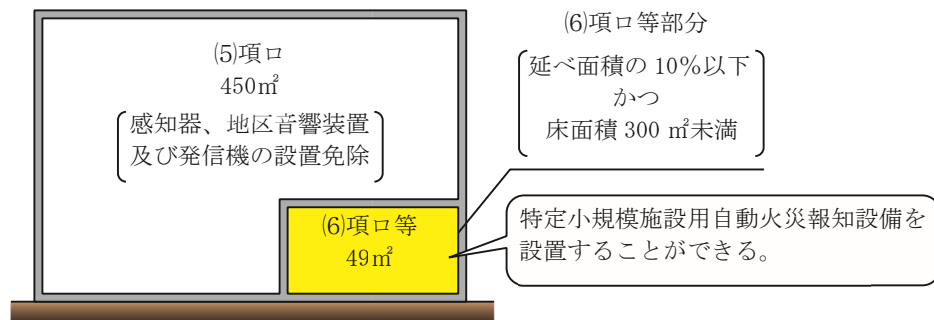 ⑸項ロ
450㎡
感知器、地区音響装置
及び発信機の設置免除
⑹項ロ等部分
延べ面積の 10%以下
かつ
床面積 300 ㎡未満
⑹項ロ等
49㎡
特定小規模施設用自動火災報知設備を
設置することができる。